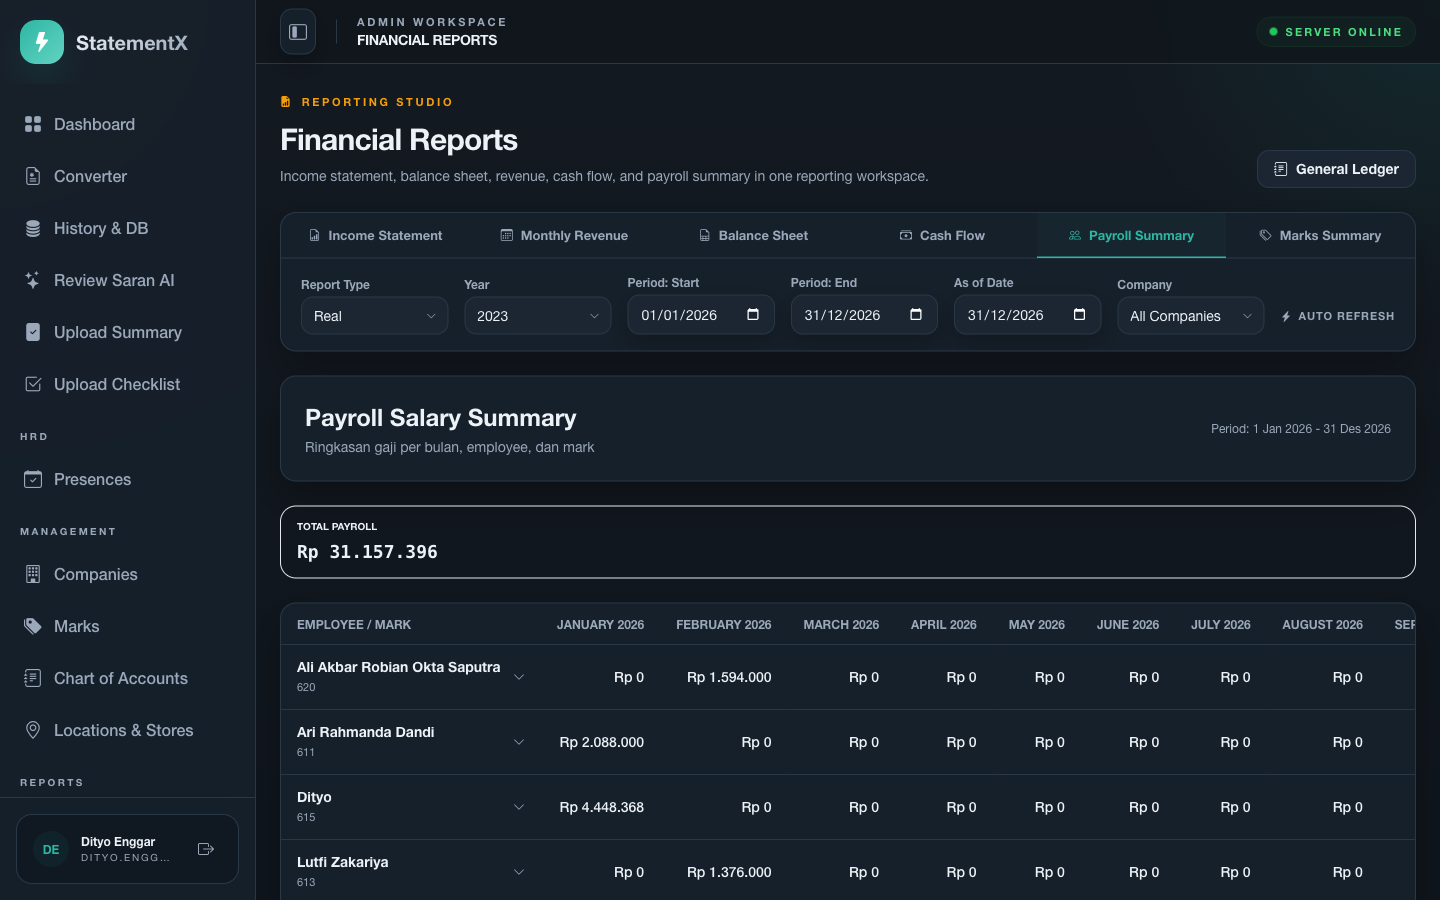 StatementX
Dashboard
Converter
History & DB
Review Saran AI
Upload Summary
Upload Checklist
HRD
Presences
MANAGEMENT
Companies
Marks
Chart of Accounts
Locations & Stores
REPORTS
DE
Dityo Enggar
DITYO.ENGG...
ADMIN WORKSPACE
FINANCIAL REPORTS
SERVER ONLINE
REPORTING STUDIO
Financial Reports
Income statement, balance sheet, revenue, cash flow, and payroll summary in one reporting workspace.
General Ledger
Income Statement Monthly Revenue Balance Sheet Cash Flow Payroll Summary Marks Summary
Report Type Year Period: Start Period: End As of Date Company
Real 2023 01/01/2026 31/12/2026 31/12/2026 All Companies AUTO REFRESH
Payroll Salary Summary
Ringkasan gaji per bulan, employee, dan mark
Period: 1 Jan 2026 - 31 Des 2026
TOTAL PAYROLL
Rp 31.157.396
EMPLOYEE / MARK JANUARY 2026 FEBRUARY 2026 MARCH 2026 APRIL 2026 MAY 2026 JUNE 2026 JULY 2026 AUGUST 2026 SEP
Ali Akbar Robian Okta Saputra Rp 0 Rp 1.594.000 Rp 0 Rp 0 Rp 0 Rp 0 Rp 0 Rp 0
620
Ari Rahmanda Dandi Rp 2.088.000 Rp 0 Rp 0 Rp 0 Rp 0 Rp 0 Rp 0 Rp 0
611
Dityo Rp 4.448.368 Rp 0 Rp 0 Rp 0 Rp 0 Rp 0 Rp 0 Rp 0
615
Lutfi Zakariya Rp 0 Rp 1.376.000 Rp 0 Rp 0 Rp 0 Rp 0 Rp 0 Rp 0
613